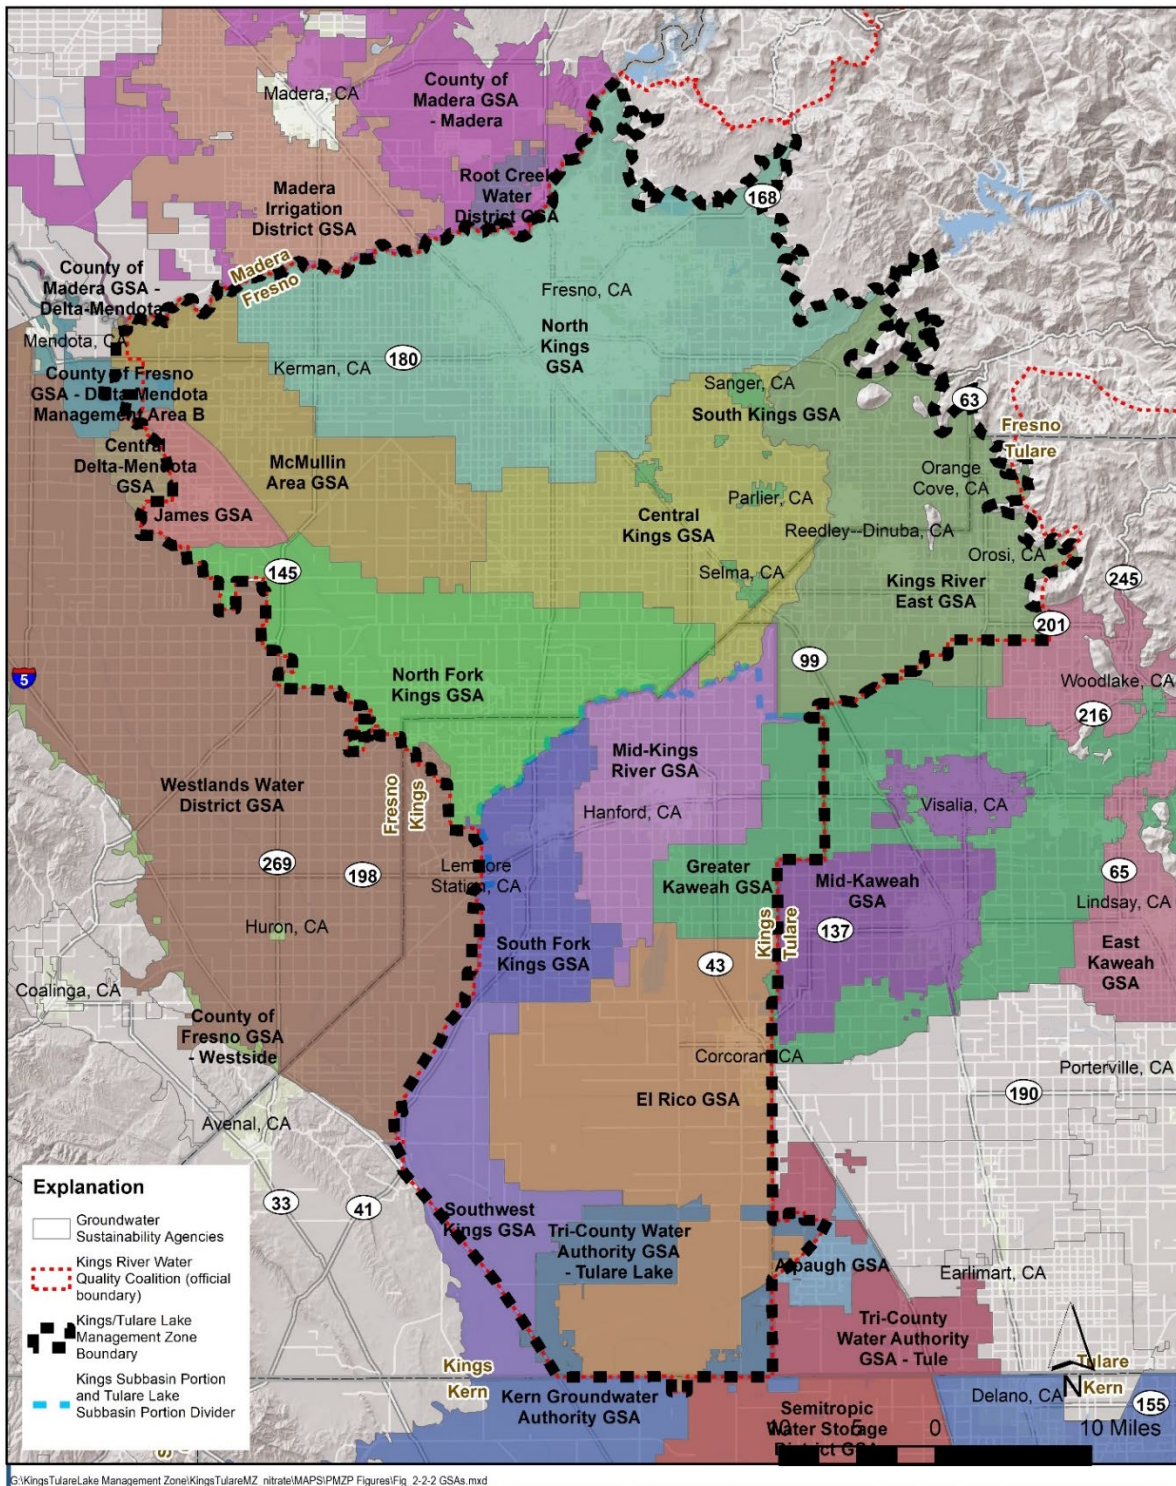 County of
Madera GSA
- Madera
Madera, CA
Root Creek
Water
District GSA
Madera
Irrigation
District GSA
168
County of
Madera GSA -
Delta-Mendota
Madera
Fresno
Fresno, CA
North
Kings
GSA
Mendota, CA
180
Kerman, CA
County of Fresno
GSA - Delta-Mendota
Management Area B
Sanger, CA
South Kings GSA
63
Fresno
Tulare
Central
Delta-Mendota
GSA
McMullin
Area GSA
Orange
Cove, CA
Parlier, CA
James GSA
Central
Kings GSA
Reedley--Dinuba, CA
Orosi, CA
145
Selma, CA
Kings River
East GSA
245
201
5
North Fork
Kings GSA
99
Woodlake, CA
216
Westlands Water
District GSA
Mid-Kings
River GSA
Fresno
Kings
Hanford, CA
Visalia, CA
269
198
Lemoore
Station, CA
Greater
Kaweah GSA
Mid-Kaweah
GSA
65
Lindsay, CA
Huron, CA
Kings
Tulare
137
South Fork
Kings GSA
43
East
Kaweah
GSA
Coalinga, CA
County of
Fresno GSA
- Westside
Corcoran, CA
Porterville, CA
El Rico GSA
190
Avenal, CA
33
41
Southwest
Kings GSA
Tri-County Water
Authority GSA
- Tulare Lake
Alpaugh GSA
Earlimart, CA
Tri-County
Water Authority
GSA - Tule
Kings
Kern
Tulare
Kern
Kern Groundwater
Authority GSA
Delano, CA
155
Semitropic
Water Storage
District GSA
N
10 5 0 10 Miles
Explanation
Groundwater
Sustainability Agencies
Kings River Water
Quality Coalition (official
boundary)
Kings/Tulare Lake
Management Zone
Boundary
Kings Subbasin Portion
and Tulare Lake
Subbasin Portion Divider
G:\KingsTulareLake Management Zone\KingsTulareMZ_nitrate\MAPS\PMZP Figures\Fig_2-2-2 GSAs.mxd